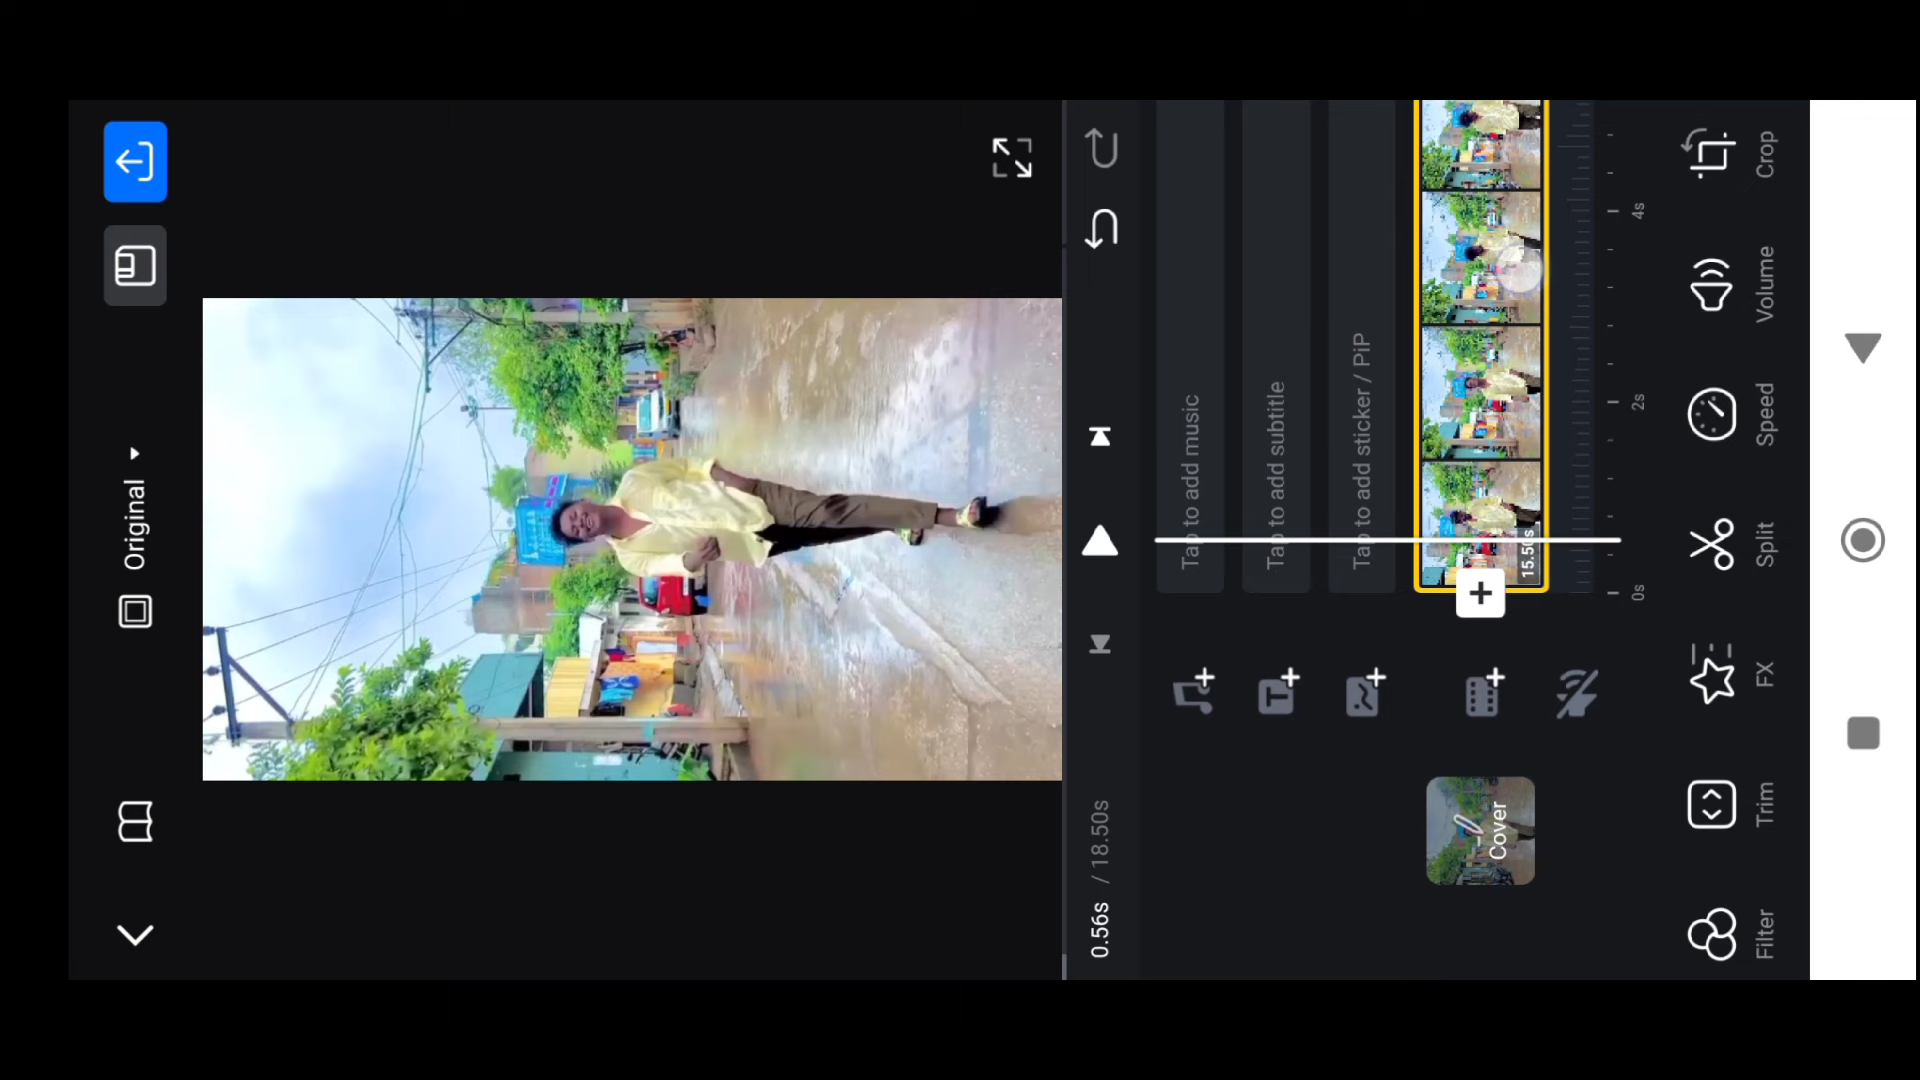 Original
0.56s / 18.50s
Tap to add music
Tap to add subtitle
Tap to add sticker / PiP
Cover
15.50s
0s
2s
4s
Filter
Trim
FX
Split
Speed
Volume
Crop